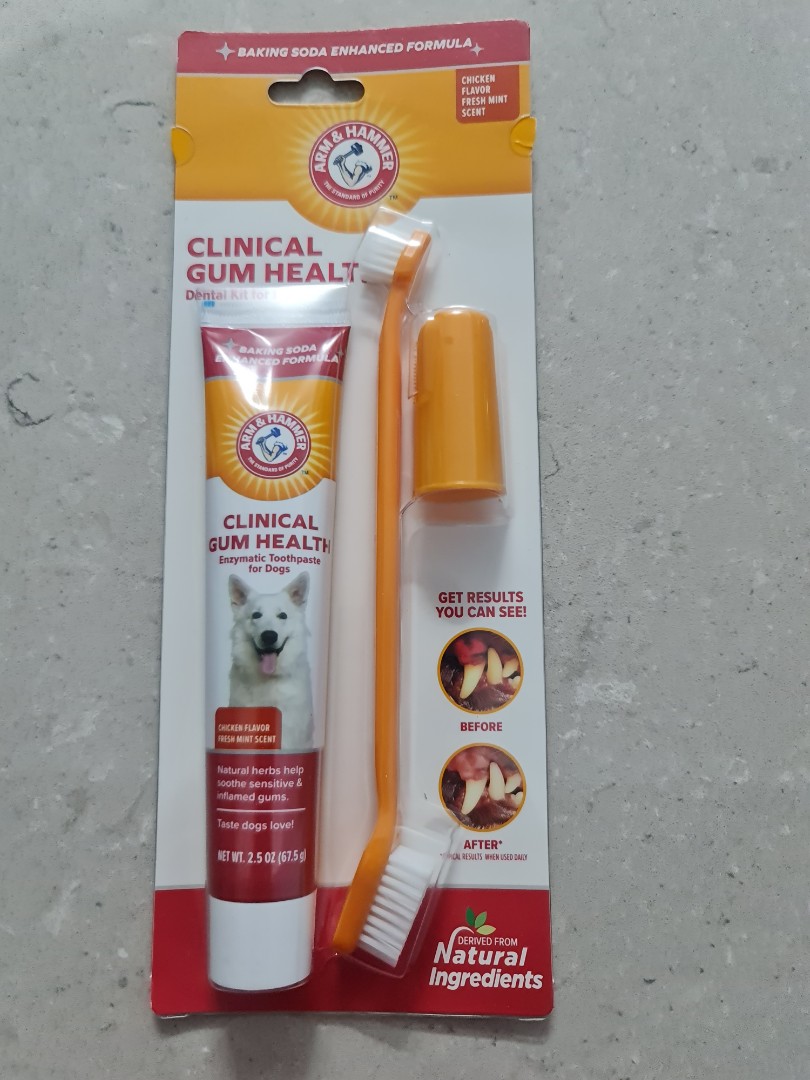 BAKING SODA ENHANCED FORMULA
CHICKEN
FLAVOR
FRESH MINT
SCENT
ARM & HAMMER
THE STANDARD OF PURITY
TM
CLINICAL
GUM HEALT
Dental Kit for
BAKING SODA
ENHANCED FORMULA
ARM & HAMMER
THE STANDARD OF PURITY
CLINICAL
GUM HEALTH
Enzymatic Toothpaste
for Dogs
CHICKEN FLAVOR
FRESH MINT SCENT
Natural herbs help
soothe sensitive &
inflamed gums.
Taste dogs love!
NET WT. 2.5 OZ (67.5 g)
GET RESULTS
YOU CAN SEE!
BEFORE
AFTER*
RESULTS WHEN USED DAILY
DERIVED FROM
Natural
Ingredients